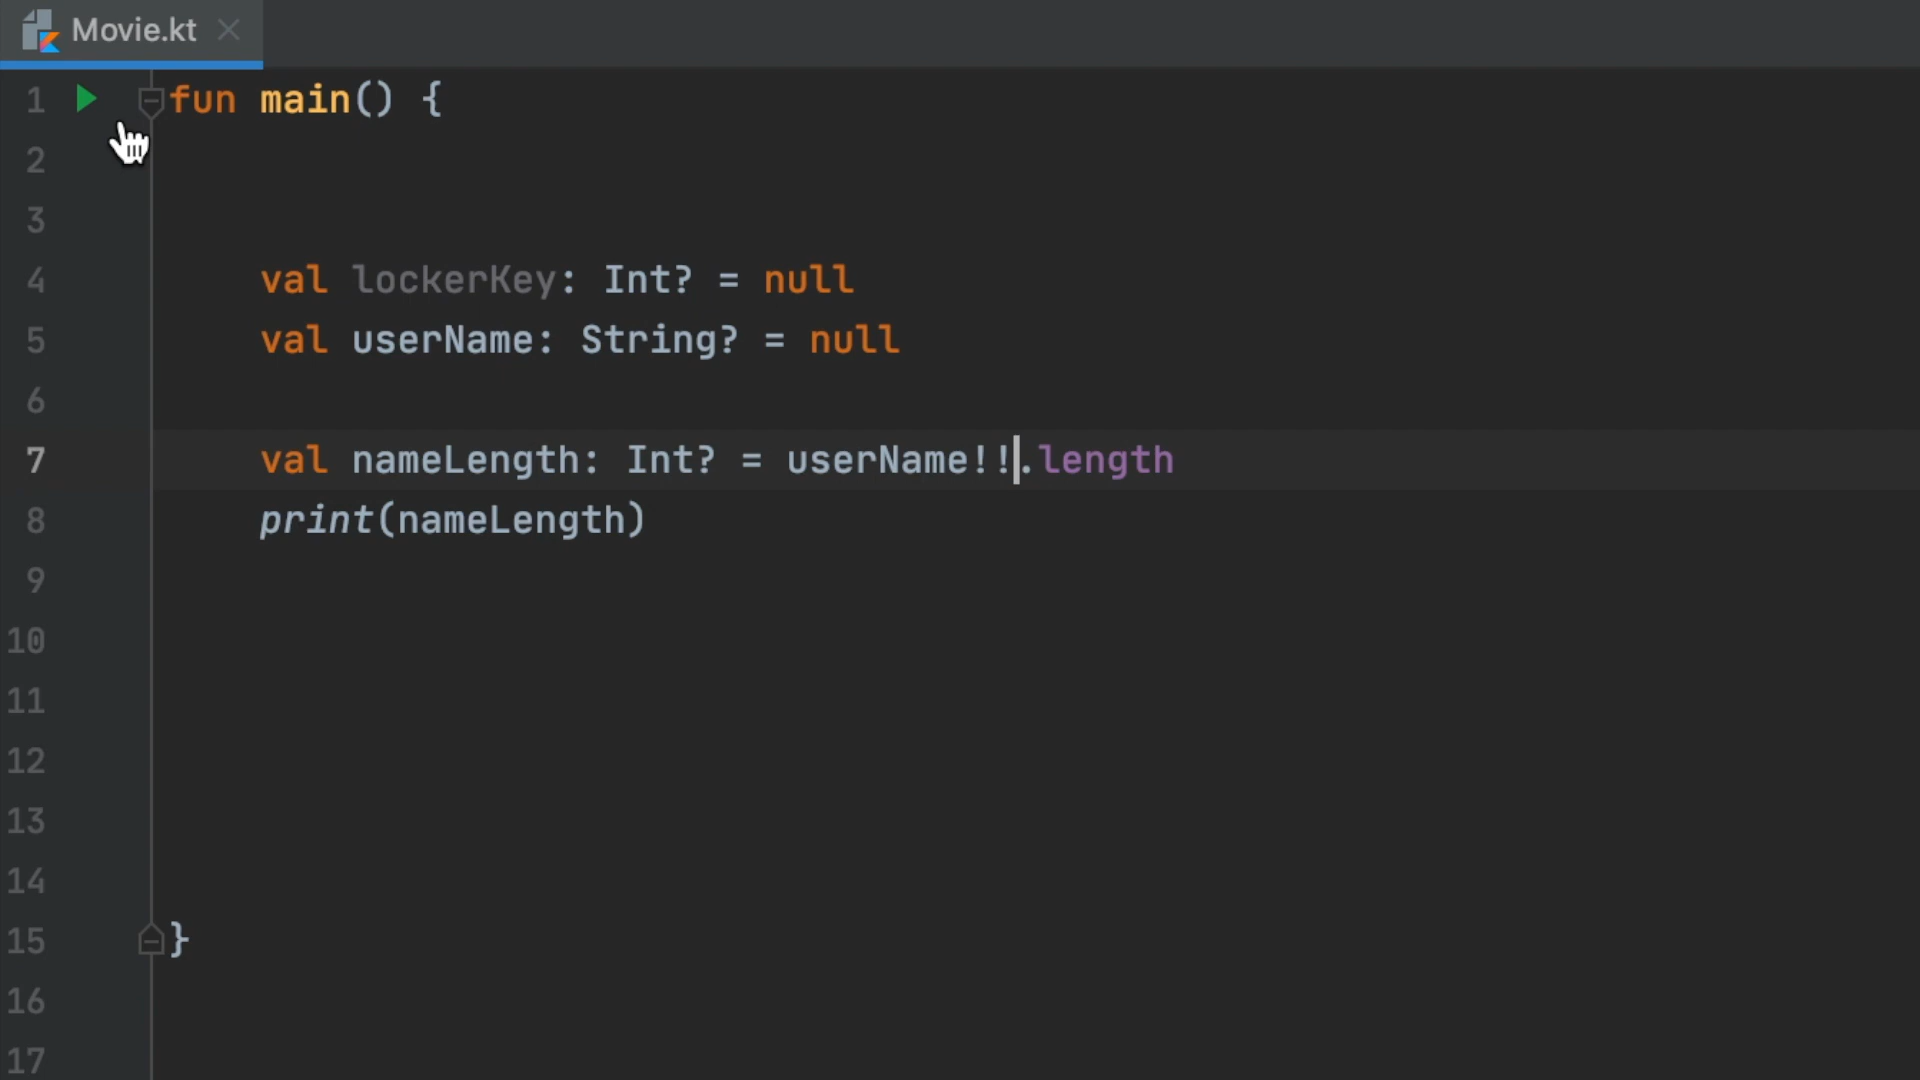 Movie.kt
1 fun main() {
2
3
4 val lockerKey: Int? = null
5 val userName: String? = null
6
7 val nameLength: Int? = userName!!.length
8 print(nameLength)
9
10
11
12
13
14
15 }
16
17